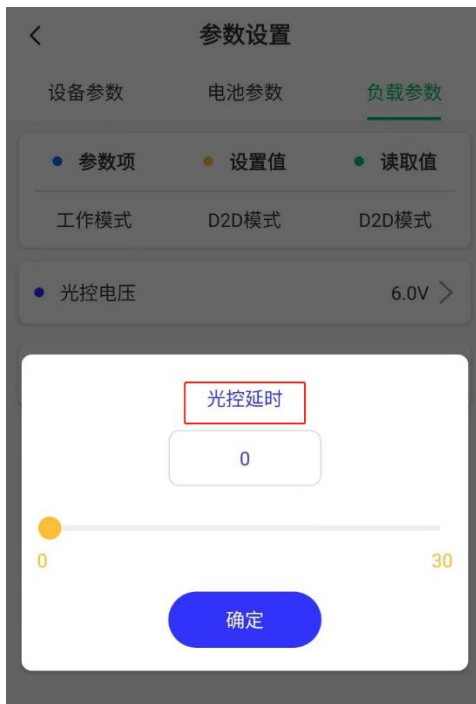 参数设置
设备参数 电池参数 负载参数
参数项 设置值 读取值
工作模式 D2D模式 D2D模式
光控电压 6.0V
光控延时
0
0 30
确定